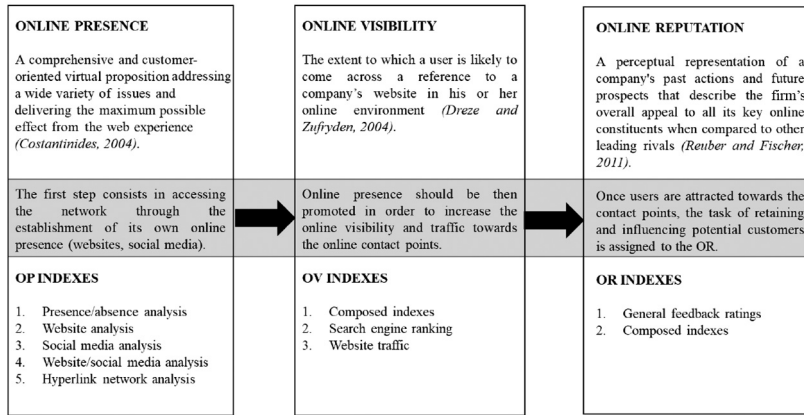 ONLINE PRESENCE
A comprehensive and customer-
oriented virtual proposition addressing
a wide variety of issues and
delivering the maximum possible
effect from the web experience
(Costantinides, 2004).
The first step consists in accessing
the network through the
establishment of its own online
presence (websites, social media).
OP INDEXES
1. Presence/absence analysis
2. Website analysis
3. Social media analysis
4. Website/social media analysis
5. Hyperlink network analysis
ONLINE VISIBILITY
The extent to which a user is likely to
come across a reference to a
company's website in his or her
online environment (Dreze and
Zufryden, 2004).
Online presence should be then
promoted in order to increase the
online visibility and traffic towards
the online contact points.
OV INDEXES
1. Composed indexes
2. Search engine ranking
3. Website traffic
ONLINE REPUTATION
A perceptual representation of a
company's past actions and future
prospects that describe the firm's
overall appeal to all its key online
constituents when compared to other
leading rivals (Reuber and Fischer,
2011).
Once users are attracted towards the
contact points, the task of retaining
and influencing potential customers
is assigned to the OR.
OR INDEXES
1. General feedback ratings
2. Composed indexes